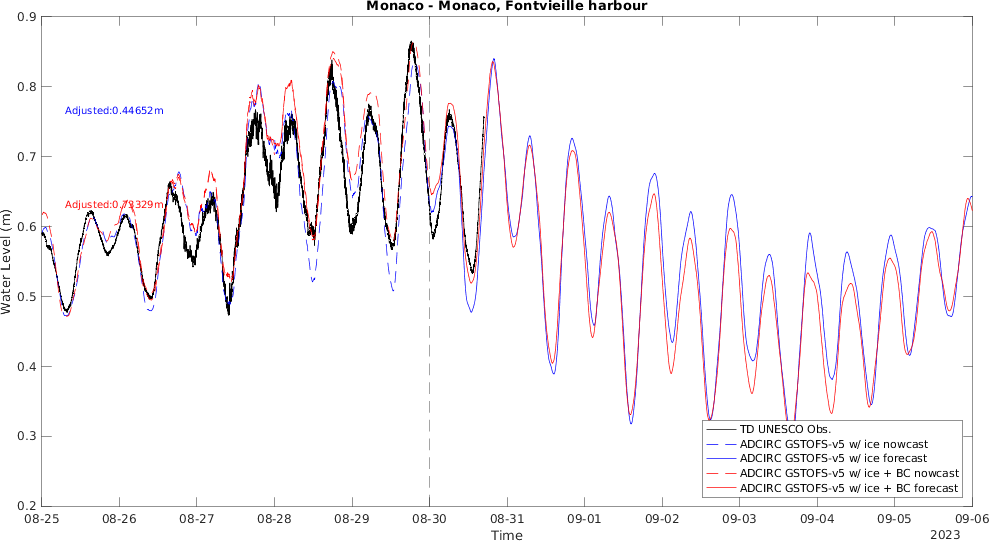 Monaco - Monaco, Fontvieille harbour
0.9
0.8
0.7
0.6
0.5
0.4
0.3
0.2
Water Level (m)
Adjusted:0.44652m
Adjusted:0.73329m
TD UNESCO Obs.
ADCIRC GSTOFS-v5 w/ ice nowcast
ADCIRC GSTOFS-v5 w/ ice forecast
ADCIRC GSTOFS-v5 w/ ice + BC nowcast
ADCIRC GSTOFS-v5 w/ ice + BC forecast
08-25 08-26 08-27 08-28 08-29 08-30 08-31 09-01 09-02 09-03 09-04 09-05 09-06
Time
2023